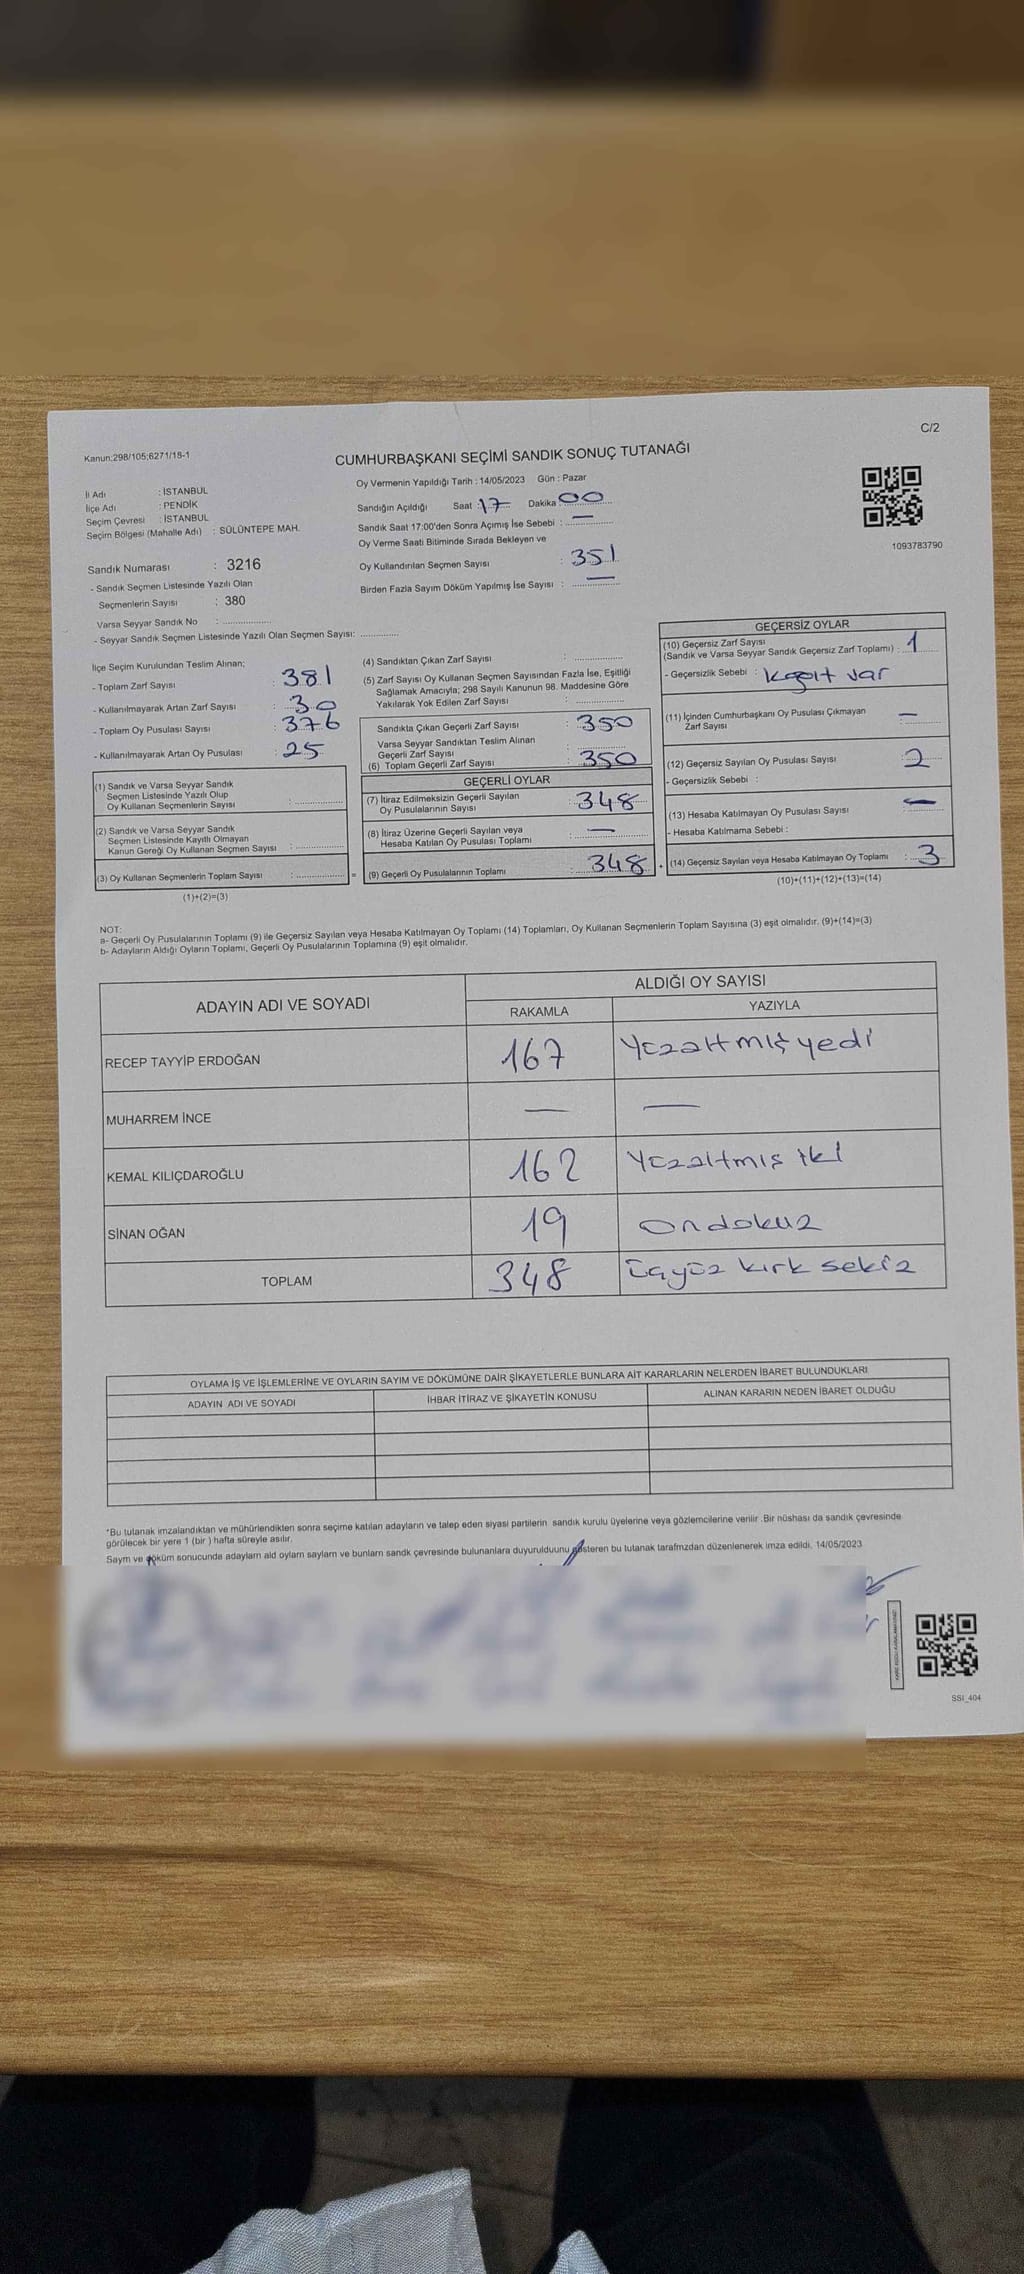 C/2
Kanun:298/105;6271/18-1
CUMHURBAŞKANI SEÇİMİ SANDIK SONUÇ TUTANAĞI
İl Adı : İSTANBUL
İlçe Adı : PENDİK
Seçim Çevresi : İSTANBUL
Seçim Bölgesi (Mahalle Adı) : SÜLÜNTEPE MAH.
Sandık Numarası : 3216
- Sandık Seçmen Listesinde Yazılı Olan
Seçmenlerin Sayısı : 380
Varsa Seyyar Sandık No : ..................
- Seyyar Sandık Seçmen Listesinde Yazılı Olan Seçmen Sayısı: ..............
Oy Vermenin Yapıldığı Tarih : 14/05/2023 Gün : Pazar
Sandığın Açıldığı Saat : 17 Dakika 00
Sandık Saat 17:00'den Sonra Açımış İse Sebebi : —
Oy Verme Saati Bitiminde Sırada Bekleyen ve
Oy Kullandırılan Seçmen Sayısı : 351
Birden Fazla Sayım Döküm Yapılmış İse Sayısı : —
1093783790
İlçe Seçim Kurulundan Teslim Alınan;
- Toplam Zarf Sayısı : 381
- Kullanılmayarak Artan Zarf Sayısı : 30
- Toplam Oy Pusulası Sayısı : 376
- Kullanılmayarak Artan Oy Pusulası : 25
(1) Sandık ve Varsa Seyyar Sandık
Seçmen Listesinde Yazılı Olup
Oy Kullanan Seçmenlerin Sayısı : ..............
(2) Sandık ve Varsa Seyyar Sandık
Seçmen Listesinde Kayıtlı Olmayan
Kanun Gereği Oy Kullanan Seçmen Sayısı : ..............
(3) Oy Kullanan Seçmenlerin Toplam Sayısı : .............. =
(1)+(2)=(3)
(4) Sandıktan Çıkan Zarf Sayısı : ..............
(5) Zarf Sayısı Oy Kullanan Seçmen Sayısından Fazla İse, Eşitliği
Sağlamak Amacıyla; 298 Sayılı Kanunun 98. Maddesine Göre
Yakılarak Yok Edilen Zarf Sayısı : ..............
Sandıkta Çıkan Geçerli Zarf Sayısı : 350
Varsa Seyyar Sandıktan Teslim Alınan
Geçerli Zarf Sayısı : ..............
(6) Toplam Geçerli Zarf Sayısı : 350
GEÇERLİ OYLAR
(7) İtiraz Edilmeksizin Geçerli Sayılan
Oy Pusulalarının Sayısı : 348
(8) İtiraz Üzerine Geçerli Sayılan veya
Hesaba Katılan Oy Pusulası Toplamı : —
(9) Geçerli Oy Pusulalarının Toplamı : 348
GEÇERSİZ OYLAR
(10) Geçersiz Zarf Sayısı
(Sandık ve Varsa Seyyar Sandık Geçersiz Zarf Toplamı) : 1
- Geçersizlik Sebebi : kağıt var
(11) İçinden Cumhurbaşkanı Oy Pusulası Çıkmayan
Zarf Sayısı : —
(12) Geçersiz Sayılan Oy Pusulası Sayısı : 2
- Geçersizlik Sebebi :
(13) Hesaba Katılmayan Oy Pusulası Sayısı : —
- Hesaba Katılmama Sebebi :
(14) Geçersiz Sayılan veya Hesaba Katılmayan Oy Toplamı : 3
(10)+(11)+(12)+(13)=(14)
NOT:
a- Geçerli Oy Pusulalarının Toplamı (9) ile Geçersiz Sayılan veya Hesaba Katılmayan Oy Toplamı (14) Toplamları, Oy Kullanan Seçmenlerin Toplam Sayısına (3) eşit olmalıdır. (9)+(14)=(3)
b- Adayların Aldığı Oyların Toplamı, Geçerli Oy Pusulalarının Toplamına (9) eşit olmalıdır.
ADAYIN ADI VE SOYADI ALDIĞI OY SAYISI
RAKAMLA YAZIYLA
RECEP TAYYİP ERDOĞAN 167 Yüzaltmış yedi
MUHARREM İNCE — —
KEMAL KILIÇDAROĞLU 162 Yüzaltmış iki
SİNAN OĞAN 19 ondokuz
TOPLAM 348 üçyüz kırk sekiz
OYLAMA İŞ VE İŞLEMLERİNE VE OYLARIN SAYIM VE DÖKÜMÜNE DAİR ŞİKAYETLERLE BUNLARA AİT KARARLARIN NELERDEN İBARET BULUNDUKLARI
ADAYIN ADI VE SOYADI İHBAR İTİRAZ VE ŞİKAYETİN KONUSU ALINAN KARARIN NEDEN İBARET OLDUĞU
*Bu tutanak imzalandıktan ve mühürlendikten sonra seçime katılan adayların ve talep eden siyasi partilerin sandık kurulu üyelerine veya gözlemcilerine verilir .Bir nüshası da sandık çevresinde
görülecek bir yere 1 (bir ) hafta süreyle asılır.
Saym ve döküm sonucunda adaylarn ald oylarn saylarn ve bunlarn sandk çevresinde bulunanlara duyurulduunu gösteren bu tutanak tarafmzdan düzenlenerek imza edildi. 14/05/2023
SSI_404